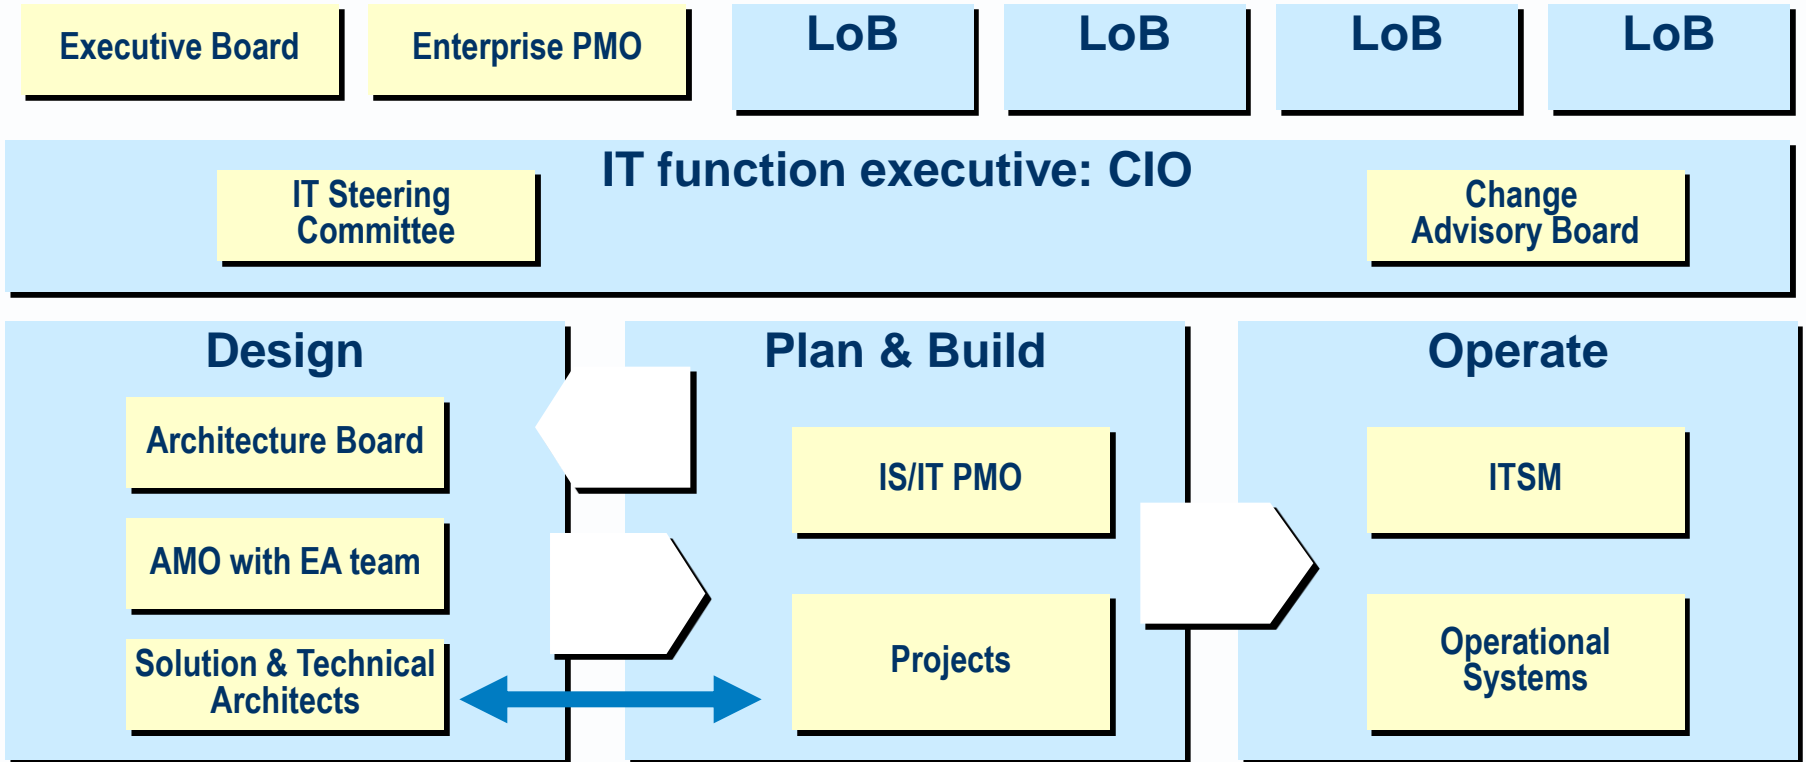 Executive Board
Enterprise PMO
LoB
LoB
LoB
LoB
IT function executive: CIO
IT Steering
Committee
Change
Advisory Board
Design
Architecture Board
AMO with EA team
Solution & Technical
Architects
Plan & Build
IS/IT PMO
Projects
Operate
ITSM
Operational
Systems